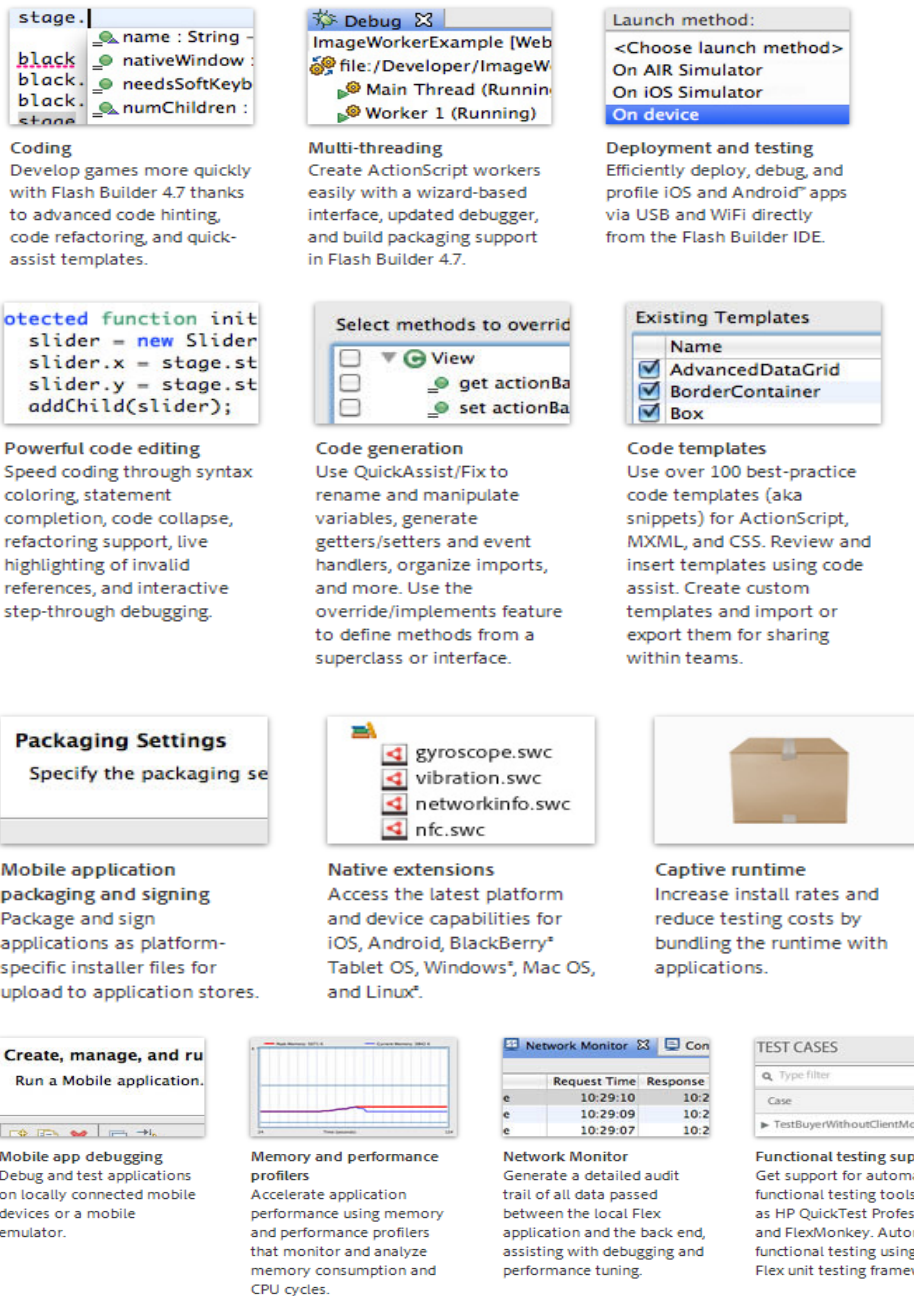 stage.
name : String –
black
nativeWindow :
black.
needsSoftKeyb
black.
numChildren :
stage
Debug
ImageWorkerExample [Web
file:/Developer/ImageW
Main Thread (Runnin
Worker 1 (Running)
Launch method:
<Choose launch method>
On AIR Simulator
On iOS Simulator
On device
Coding
Develop games more quickly
with Flash Builder 4.7 thanks
to advanced code hinting,
code refactoring, and quick-
assist templates.
Multi-threading
Create ActionScript workers
easily with a wizard-based
interface, updated debugger,
and build packaging support
in Flash Builder 4.7.
Deployment and testing
Efficiently deploy, debug, and
profile iOS and Android™ apps
via USB and WiFi directly
from the Flash Builder IDE.
otected function init
slider = new Slider
slider.x = stage.st
slider.y = stage.st
addChild(slider);
Select methods to overrid
C View
get actionBa
set actionBa
Existing Templates
Name
AdvancedDataGrid
BorderContainer
Box
Powerful code editing
Speed coding through syntax
coloring, statement
completion, code collapse,
refactoring support, live
highlighting of invalid
references, and interactive
step-through debugging.
Code generation
Use QuickAssist/Fix to
rename and manipulate
variables, generate
getters/setters and event
handlers, organize imports,
and more. Use the
override/implements feature
to define methods from a
superclass or interface.
Code templates
Use over 100 best-practice
code templates (aka
snippets) for ActionScript,
MXML, and CSS. Review and
insert templates using code
assist. Create custom
templates and import or
export them for sharing
within teams.
Packaging Settings
Specify the packaging se
gyroscope.swc
vibration.swc
networkinfo.swc
nfc.swc
Mobile application
packaging and signing
Package and sign
applications as platform-
specific installer files for
upload to application stores.
Native extensions
Access the latest platform
and device capabilities for
iOS, Android, BlackBerry®
Tablet OS, Windows®, Mac OS,
and Linux®.
Captive runtime
Increase install rates and
reduce testing costs by
bundling the runtime with
applications.
Create, manage, and ru
Run a Mobile application.
Network Monitor
Con
Request Time Response
e 10:29:10 10:2
e 10:29:09 10:2
e 10:29:07 10:2
TEST CASES
Type filter
Case
TestBuyerWithoutClientMo
Mobile app debugging
Debug and test applications
on locally connected mobile
devices or a mobile
emulator.
Memory and performance
profilers
Accelerate application
performance using memory
and performance profilers
that monitor and analyze
memory consumption and
CPU cycles.
Network Monitor
Generate a detailed audit
trail of all data passed
between the local Flex
application and the back end,
assisting with debugging and
performance tuning.
Functional testing sup
Get support for automa
functional testing tools
as HP QuickTest Profes
and FlexMonkey. Autor
functional testing using
Flex unit testing framew